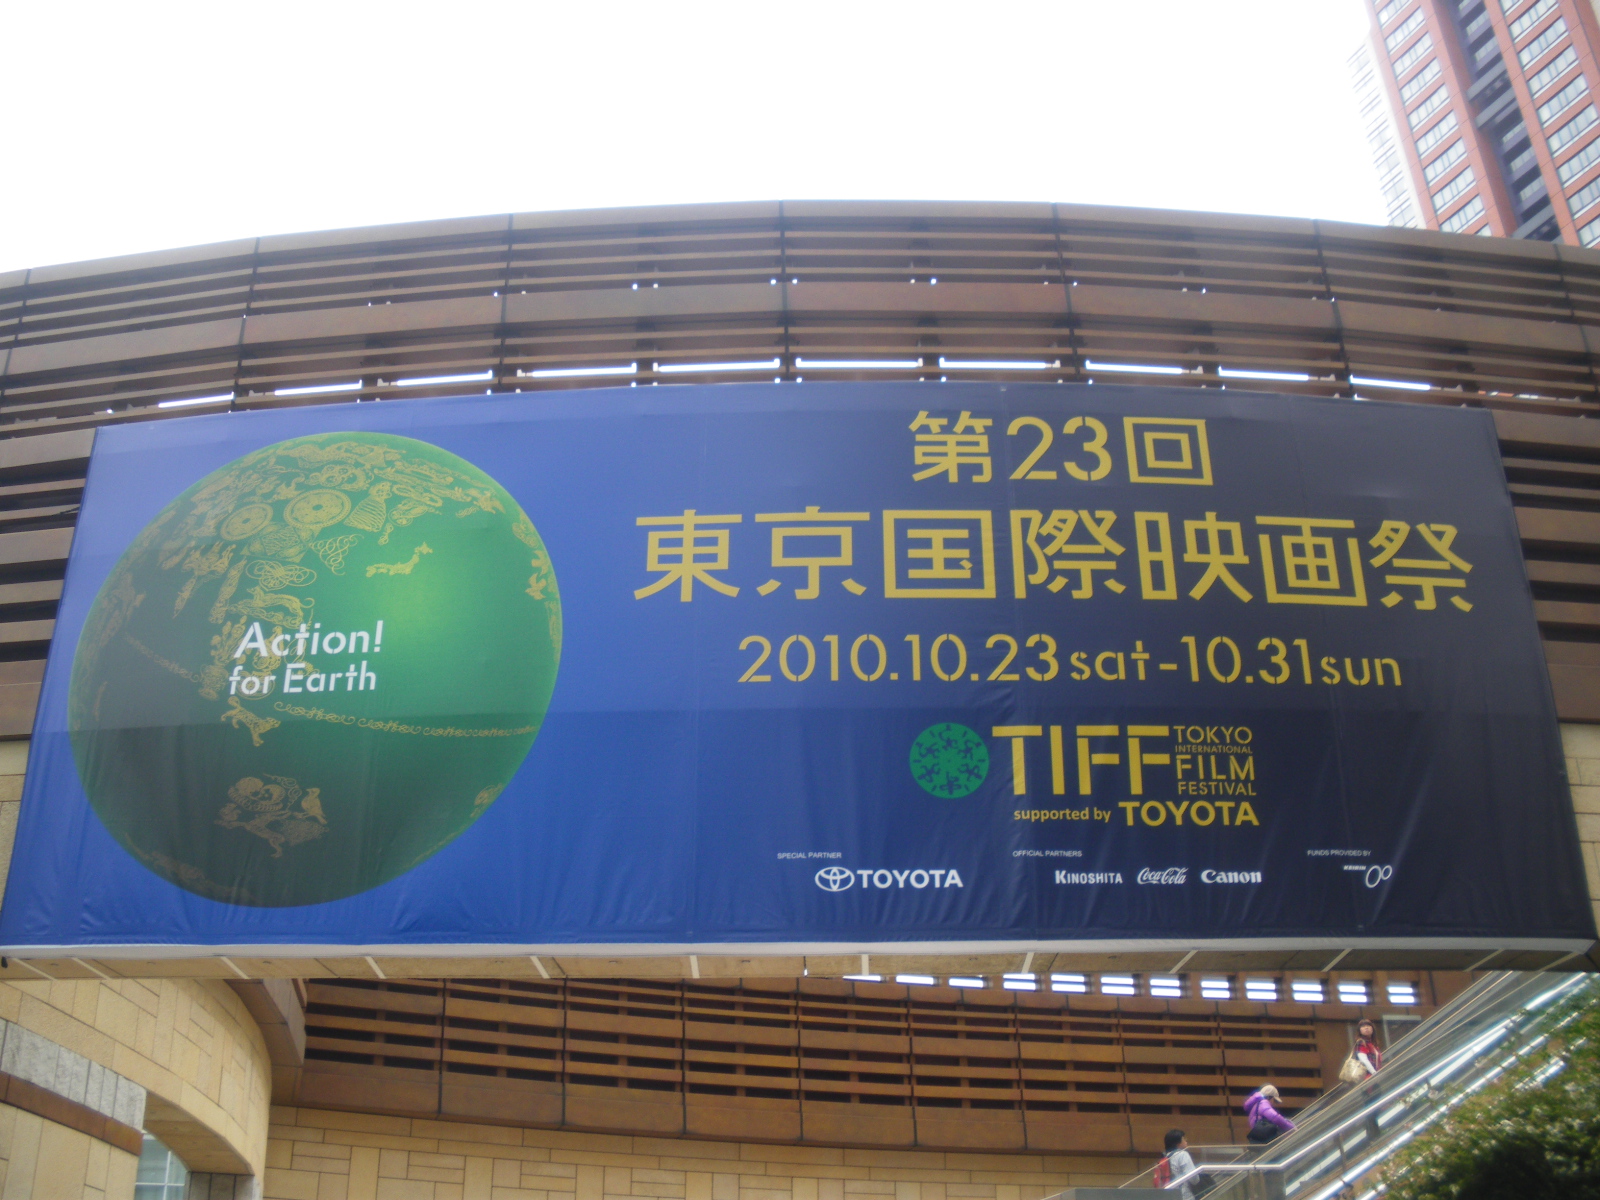 Action!
for Earth
第23回
東京国際映画祭
2010.10.23 sat-10.31 sun
TIFF
TOKYO
INTERNATIONAL
FILM
FESTIVAL
supported by TOYOTA
SPECIAL PARTNER
TOYOTA
OFFICIAL PARTNERS
KINOSHITA Coca-Cola Canon
FUNDS PROVIDED BY
KEIRIN